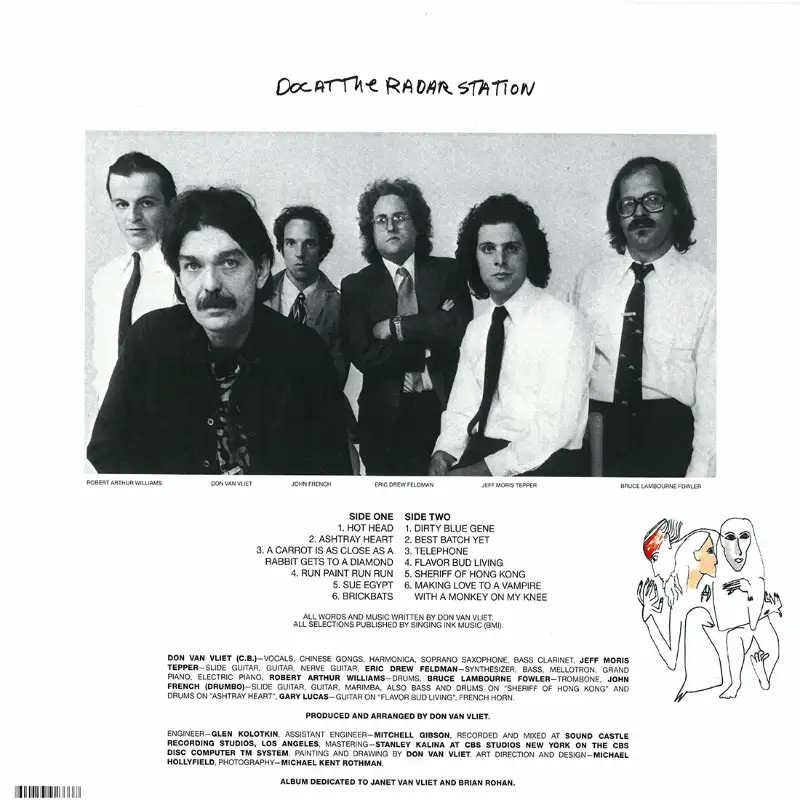 DOC AT THE RADAR STATION
ROBERT ARTHUR WILLIAMS DON VAN VLIET JOHN FRENCH ERIC DREW FELDMAN JEFF MORIS TEPPER BRUCE LAMBOURNE FOWLER
SIDE ONE
1. HOT HEAD
2. ASHTRAY HEART
3. A CARROT IS AS CLOSE AS A
RABBIT GETS TO A DIAMOND
4. RUN PAINT RUN RUN
5. SUE EGYPT
6. BRICKBATS
SIDE TWO
1. DIRTY BLUE GENE
2. BEST BATCH YET
3. TELEPHONE
4. FLAVOR BUD LIVING
5. SHERIFF OF HONG KONG
6. MAKING LOVE TO A VAMPIRE
WITH A MONKEY ON MY KNEE
ALL WORDS AND MUSIC WRITTEN BY DON VAN VLIET.
ALL SELECTIONS PUBLISHED BY SINGING INK MUSIC (BMI).
DON VAN VLIET (C.B.)—VOCALS, CHINESE GONGS, HARMONICA, SOPRANO SAXOPHONE, BASS CLARINET, JEFF MORIS
TEPPER—SLIDE GUITAR, GUITAR, NERVE GUITAR, ERIC DREW FELDMAN—SYNTHESIZER, BASS, MELLOTRON, GRAND
PIANO, ELECTRIC PIANO, ROBERT ARTHUR WILLIAMS—DRUMS, BRUCE LAMBOURNE FOWLER—TROMBONE, JOHN
FRENCH (DRUMBO)—SLIDE GUITAR, GUITAR, MARIMBA, ALSO BASS AND DRUMS ON "SHERIFF OF HONG KONG" AND
DRUMS ON "ASHTRAY HEART", GARY LUCAS—GUITAR ON "FLAVOR BUD LIVING", FRENCH HORN.
PRODUCED AND ARRANGED BY DON VAN VLIET.
ENGINEER—GLEN KOLOTKIN, ASSISTANT ENGINEER—MITCHELL GIBSON, RECORDED AND MIXED AT SOUND CASTLE
RECORDING STUDIOS, LOS ANGELES, MASTERING—STANLEY KALINA AT CBS STUDIOS NEW YORK ON THE CBS
DISC COMPUTER TM SYSTEM. PAINTING AND DRAWING BY DON VAN VLIET. ART DIRECTION AND DESIGN—MICHAEL
HOLLYFIELD, PHOTOGRAPHY—MICHAEL KENT ROTHMAN.
ALBUM DEDICATED TO JANET VAN VLIET AND BRIAN ROHAN.